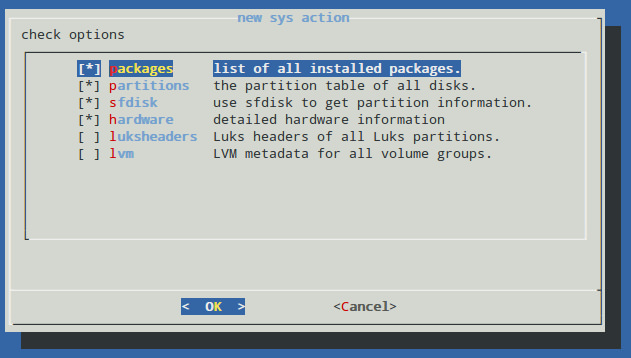 new sys action
check options
[*] packages list of all installed packages.
[*] partitions the partition table of all disks.
[*] sfdisk use sfdisk to get partition information.
[*] hardware detailed hardware information
[ ] luksheaders Luks headers of all Luks partitions.
[ ] lvm LVM metadata for all volume groups.
< OK > <Cancel>